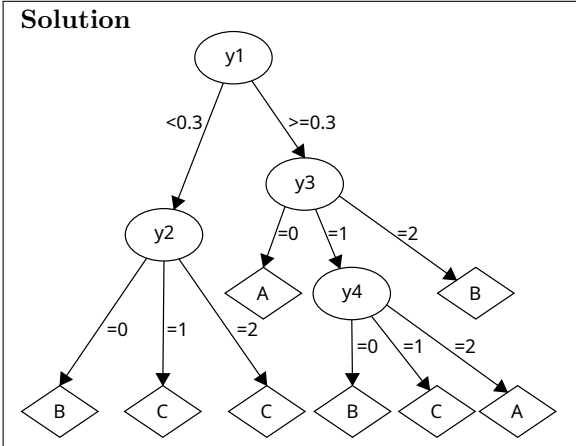 Solution
y1
<0.3
>=0.3
y3
y2
=0
=1
=2
A
y4
B
=0
=1
=2
=0
=1
=2
B
C
C
B
C
A